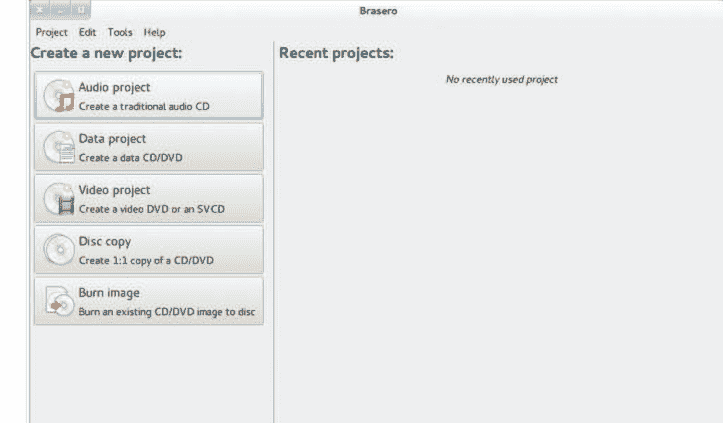 Brasero
Project Edit Tools Help
Create a new project:
Audio project
Create a traditional audio CD
Data project
Create a data CD/DVD
Video project
Create a video DVD or an SVCD
Disc copy
Create 1:1 copy of a CD/DVD
Burn image
Burn an existing CD/DVD image to disc
Recent projects:
No recently used project